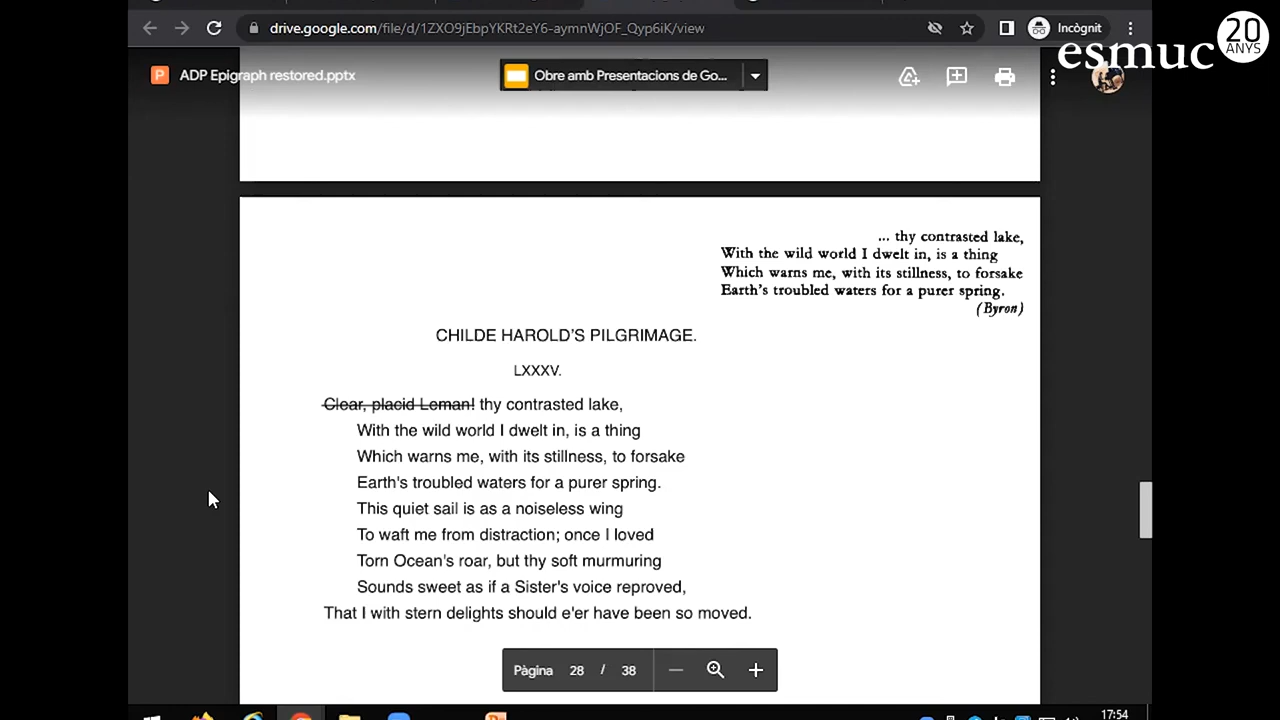 drive.google.com/file/d/1ZXO9jEbpYKRt2eY6-aymnWjOF_Qyp6iK/view
Incògnit
esmuc 20 ANYS
P ADP Epigraph restored.pptx
Obre amb Presentacions de Go...
... thy contrasted lake,
With the wild world I dwelt in, is a thing
Which warns me, with its stillness, to forsake
Earth's troubled waters for a purer spring.
(Byron)
CHILDE HAROLD'S PILGRIMAGE.
LXXXV.
Clear, placid Leman! thy contrasted lake,
With the wild world I dwelt in, is a thing
Which warns me, with its stillness, to forsake
Earth's troubled waters for a purer spring.
This quiet sail is as a noiseless wing
To waft me from distraction; once I loved
Torn Ocean's roar, but thy soft murmuring
Sounds sweet as if a Sister's voice reproved,
That I with stern delights should e'er have been so moved.
Pàgina 28 / 38
17:54